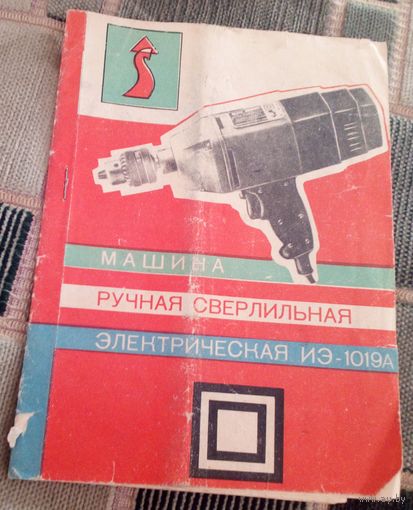 МАШИНА
РУЧНАЯ СВЕРЛИЛЬНАЯ
ЭЛЕКТРИЧЕСКАЯ ИЭ-1019А